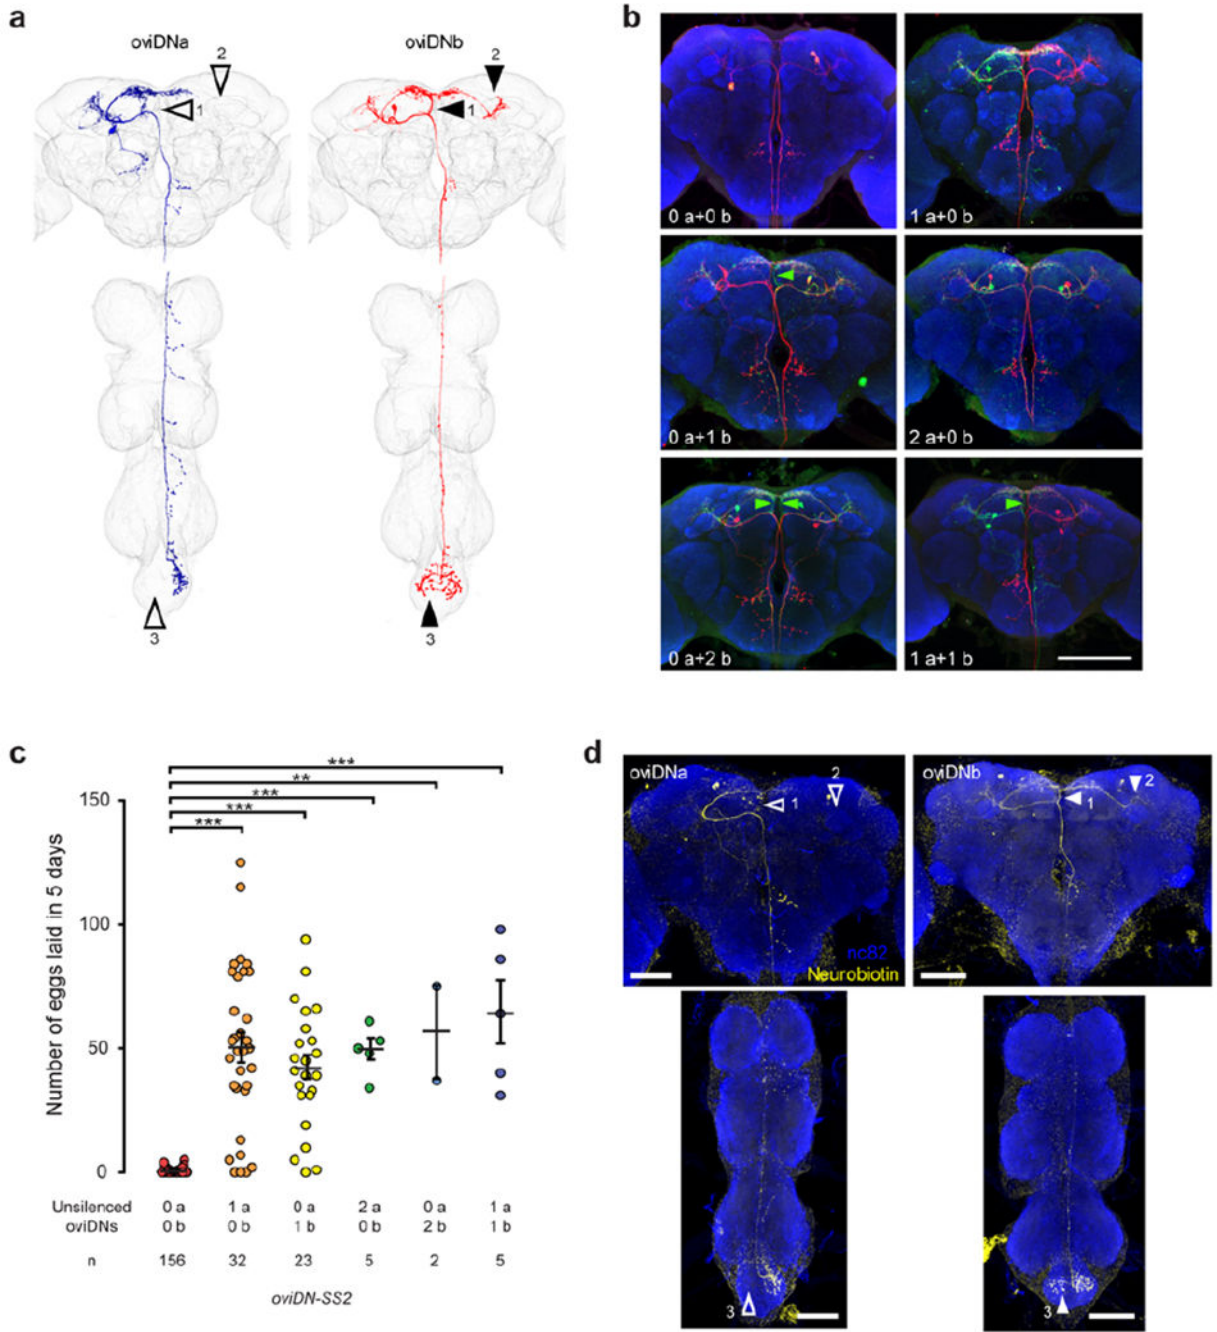 a
oviDNa
oviDNb
2
2
1
1
3
3
b
0 a+0 b
1 a+0 b
0 a+1 b
2 a+0 b
0 a+2 b
1 a+1 b
c
***
**
***
***
***
Number of eggs laid in 5 days
150
100
50
0
Unsilenced 0 a 1 a 0 a 2 a 0 a 1 a
oviDNs 0 b 0 b 1 b 0 b 2 b 1 b
n 156 32 23 5 2 5
oviDN-SS2
d
oviDNa
2
1
nc82
Neurobiotin
oviDNb
2
1
3
3